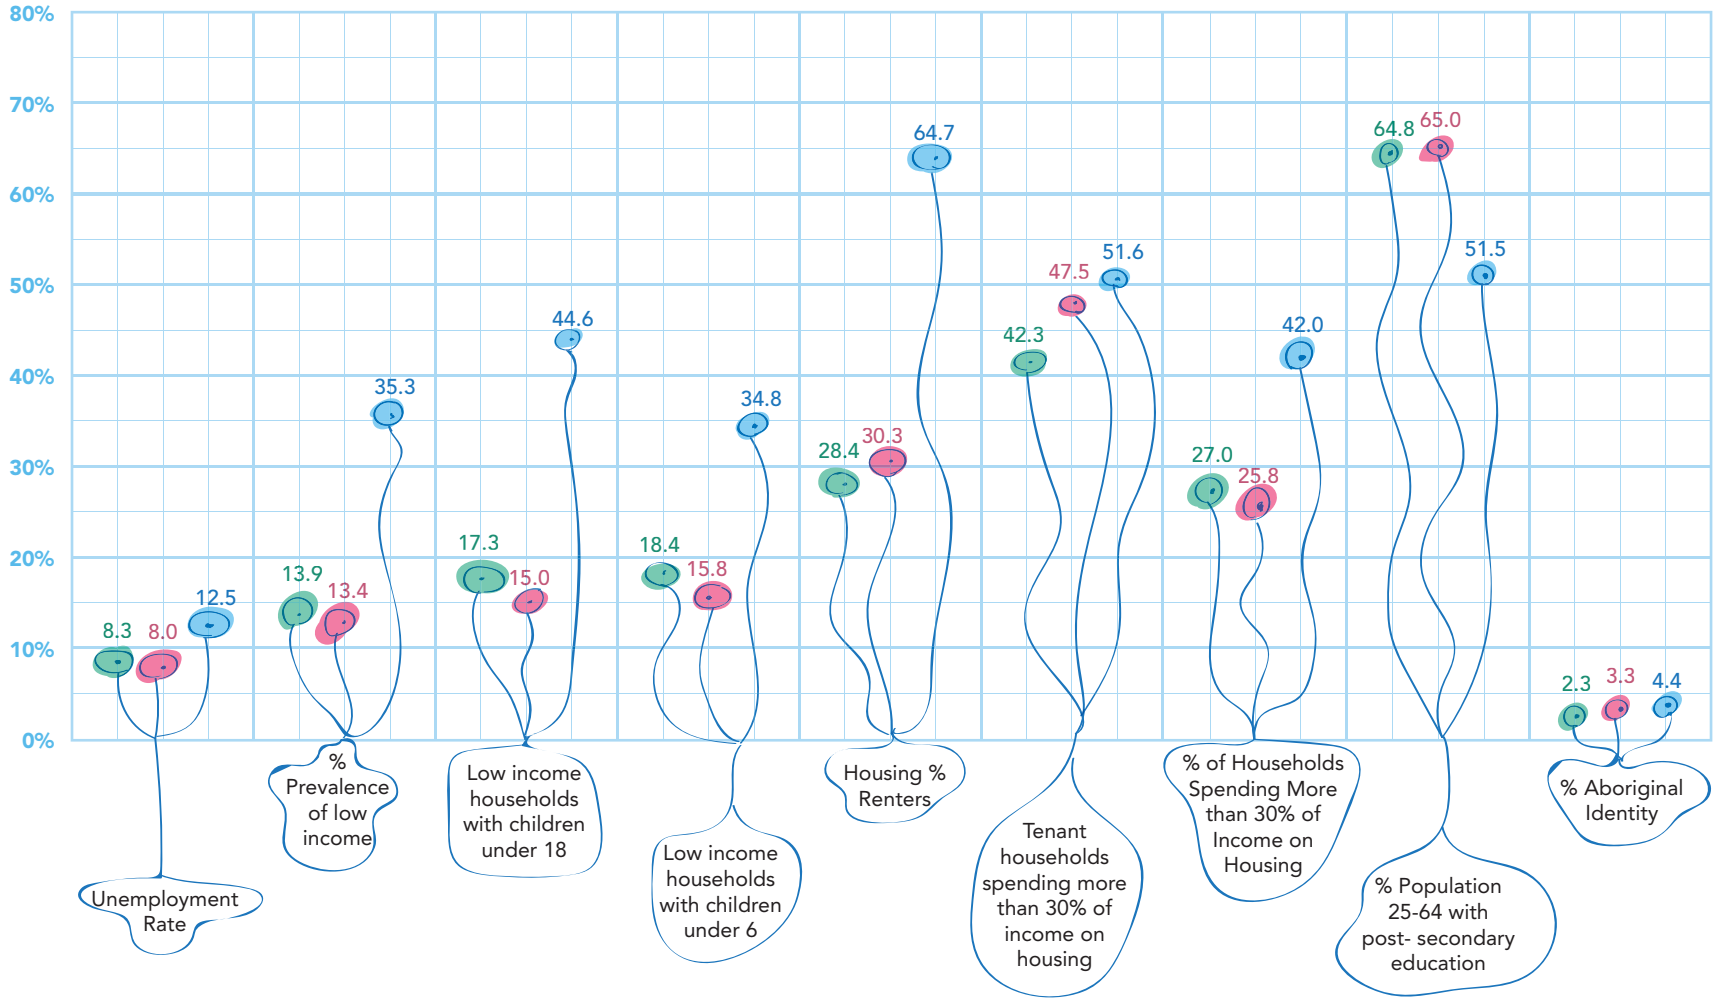 80%
70%
60%
50%
40%
30%
20%
10%
0%
8.3
8.0
12.5
13.9
13.4
35.3
17.3
15.0
44.6
18.4
15.8
34.8
28.4
30.3
64.7
42.3
47.5
51.6
27.0
25.8
42.0
64.8
65.0
51.5
2.3
3.3
4.4
Unemployment
Rate
%
Prevalence
of low
income
Low income
households
with children
under 18
Low income
households
with children
under 6
Housing %
Renters
Tenant
households
spending more
than 30% of
income on
housing
% of Households
Spending More
than 30% of
Income on
Housing
% Population
25-64 with
post- secondary
education
% Aboriginal
Identity